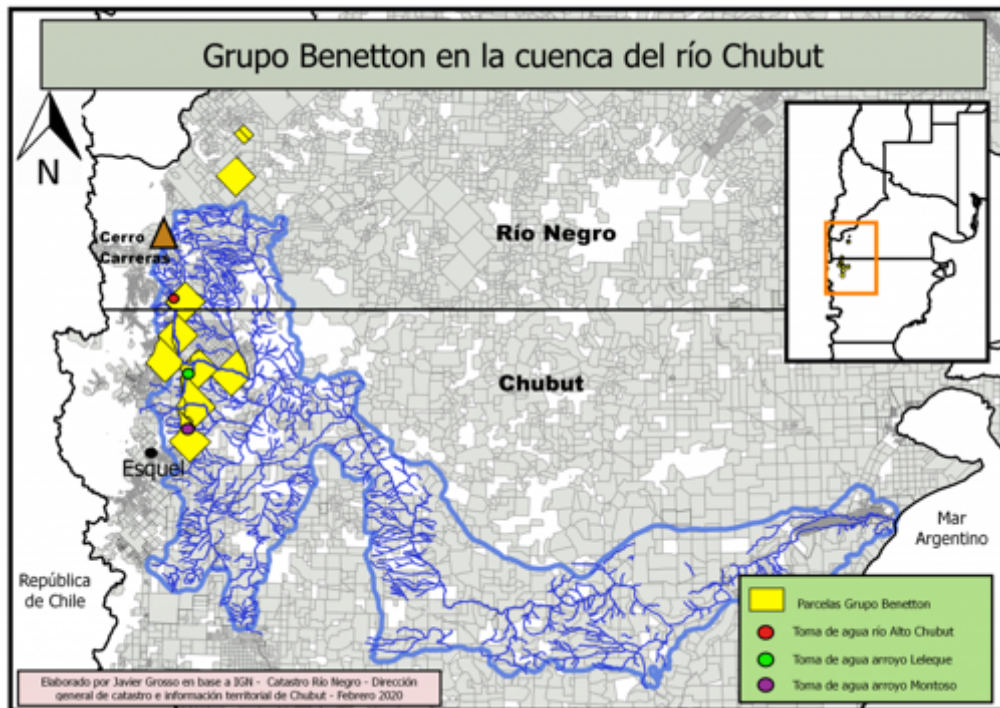 Grupo Benetton en la cuenca del río Chubut
N
Cerro
Carreras
Río Negro
Chubut
Esquel
Mar
Argentino
República
de Chile
Parcelas Grupo Benetton
Toma de agua río Alto Chubut
Toma de agua arroyo Leleque
Toma de agua arroyo Montoso
Elaborado por Javier Grosso en base a IGN - Catastro Río Negro - Dirección
general de catastro e información territorial de Chubut - Febrero 2020